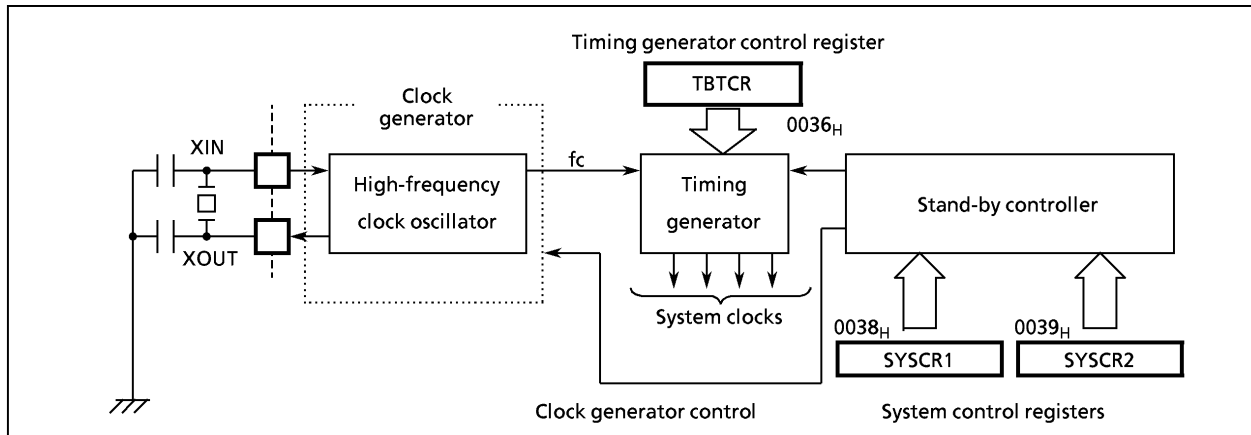 Timing generator control register
TBTCR
0036H
Clock
generator
XIN
fc
High-frequency
clock oscillator
Timing
generator
Stand-by controller
XOUT
System clocks
0038H
0039H
SYSCR1
SYSCR2
Clock generator control
System control registers